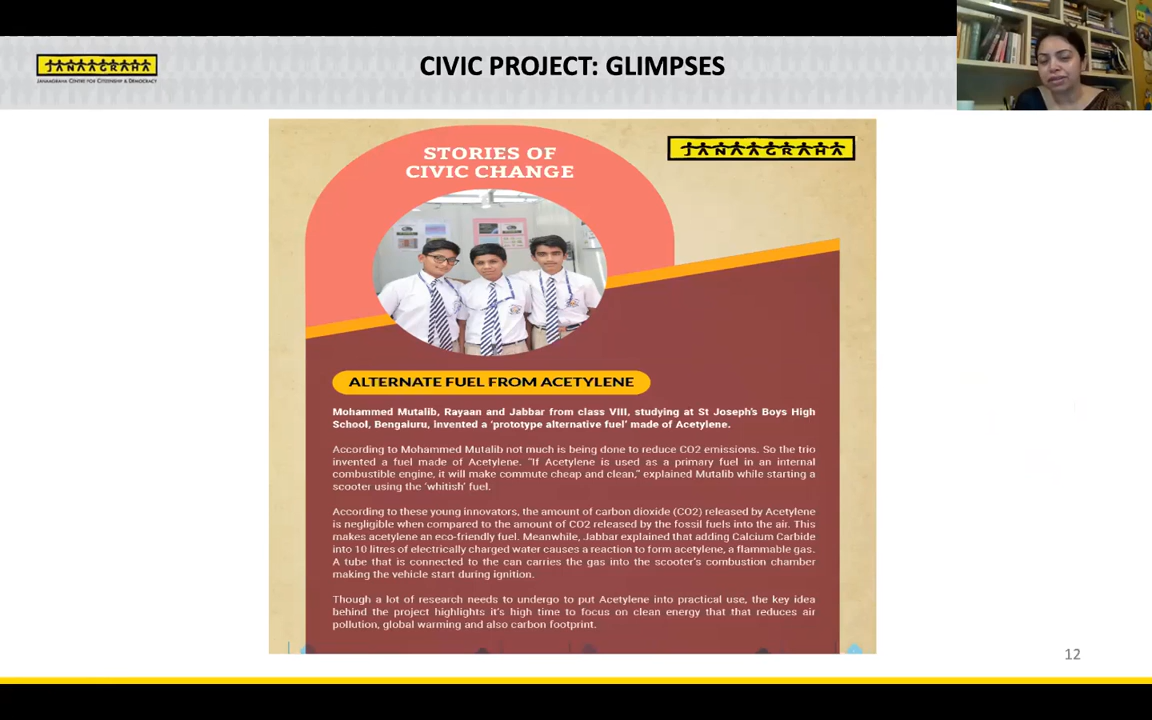 JANAAGRAHA
JANAAGRAHA CENTRE FOR CITIZENSHIP & DEMOCRACY
CIVIC PROJECT: GLIMPSES
STORIES OF
CIVIC CHANGE
JANAAGRAHA
ALTERNATE FUEL FROM ACETYLENE
Mohammed Mutalib, Rayaan and Jabbar from class VIII, studying at St Joseph's Boys High
School, Bengaiuru, invented a 'prototype alternative fuel' made of Acetylene.
According to Mohammed Mutalib not much is being done to reduce CO2 emissions. So the trio
invented a fuel made of Acetylene. "If Acetylene is used as a primary fuel in an internal
combustible engine, it will make commute cheap and clean," explained Mutalib while starting a
scooter using the 'whitish' fuel.
According to these young innovators, the amount of carbon dioxide (CO2) released by Acetylene
is negligible when compared to the amount of CO2 released by the fossil fuels into the air. This
makes acetylene an eco-friendly fuel. Meanwhile, Jabbar explained that adding Calcium Carbide
into 10 litres of electrically charged water causes a reaction to form acetylene, a flammable gas.
A tube that is connected to the can carries the gas into the scooter's combustion chamber
making the vehicle start during ignition.
Though a lot of research needs to undergo to put Acetylene into practical use, the key idea
behind the project highlights it's high time to focus on clean energy that that reduces air
pollution, global warming and also carbon footprint.
12